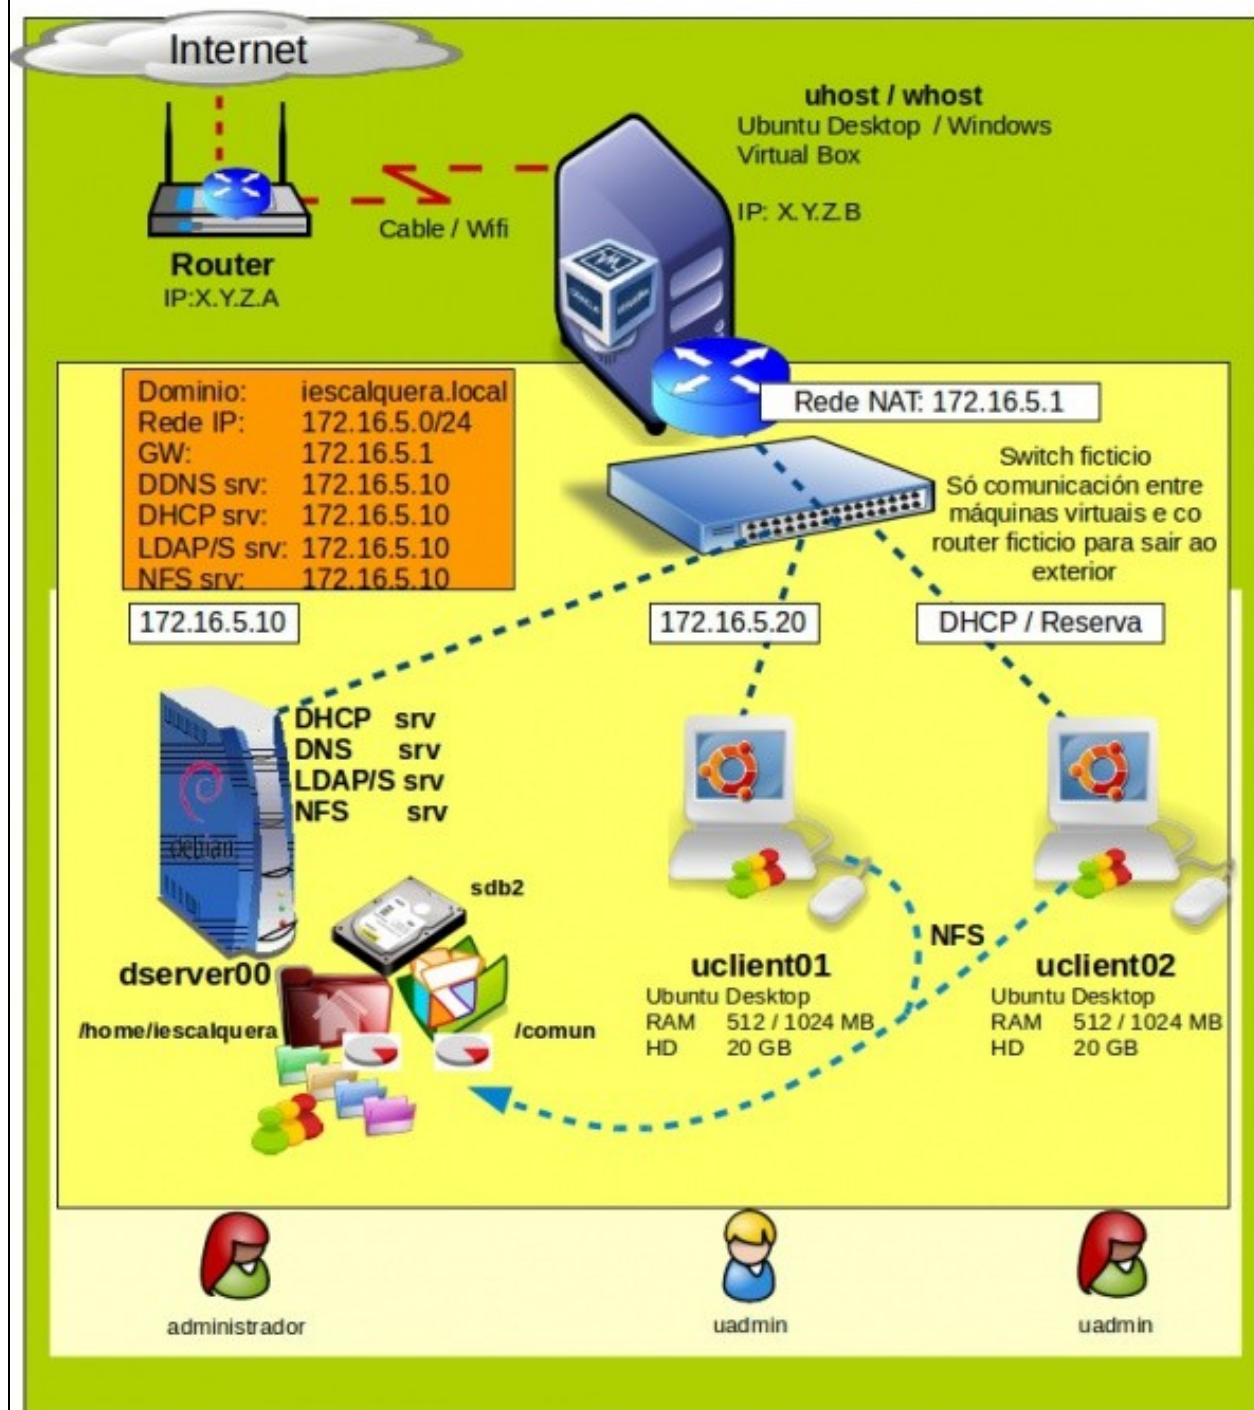 Internet
uhost / whost
Ubuntu Desktop / Windows
Virtual Box
IP: X.Y.Z.B
Cable / Wifi
Router
IP:X.Y.Z.A
Dominio: iescalquera.local
Rede IP: 172.16.5.0/24
GW: 172.16.5.1
DDNS srv: 172.16.5.10
DHCP srv: 172.16.5.10
LDAP/S srv: 172.16.5.10
NFS srv: 172.16.5.10
Rede NAT: 172.16.5.1
Switch ficticio
Só comunicación entre
máquinas virtuais e co
router ficticio para sair ao
exterior
172.16.5.10
172.16.5.20
DHCP / Reserva
DHCP srv
DNS srv
LDAP/S srv
NFS srv
debian
sdb2
dserver00
/home/iescalquera
/comun
NFS
uclient01
Ubuntu Desktop
RAM 512 / 1024 MB
HD 20 GB
uclient02
Ubuntu Desktop
RAM 512 / 1024 MB
HD 20 GB
administrador
uadmin
uadmin